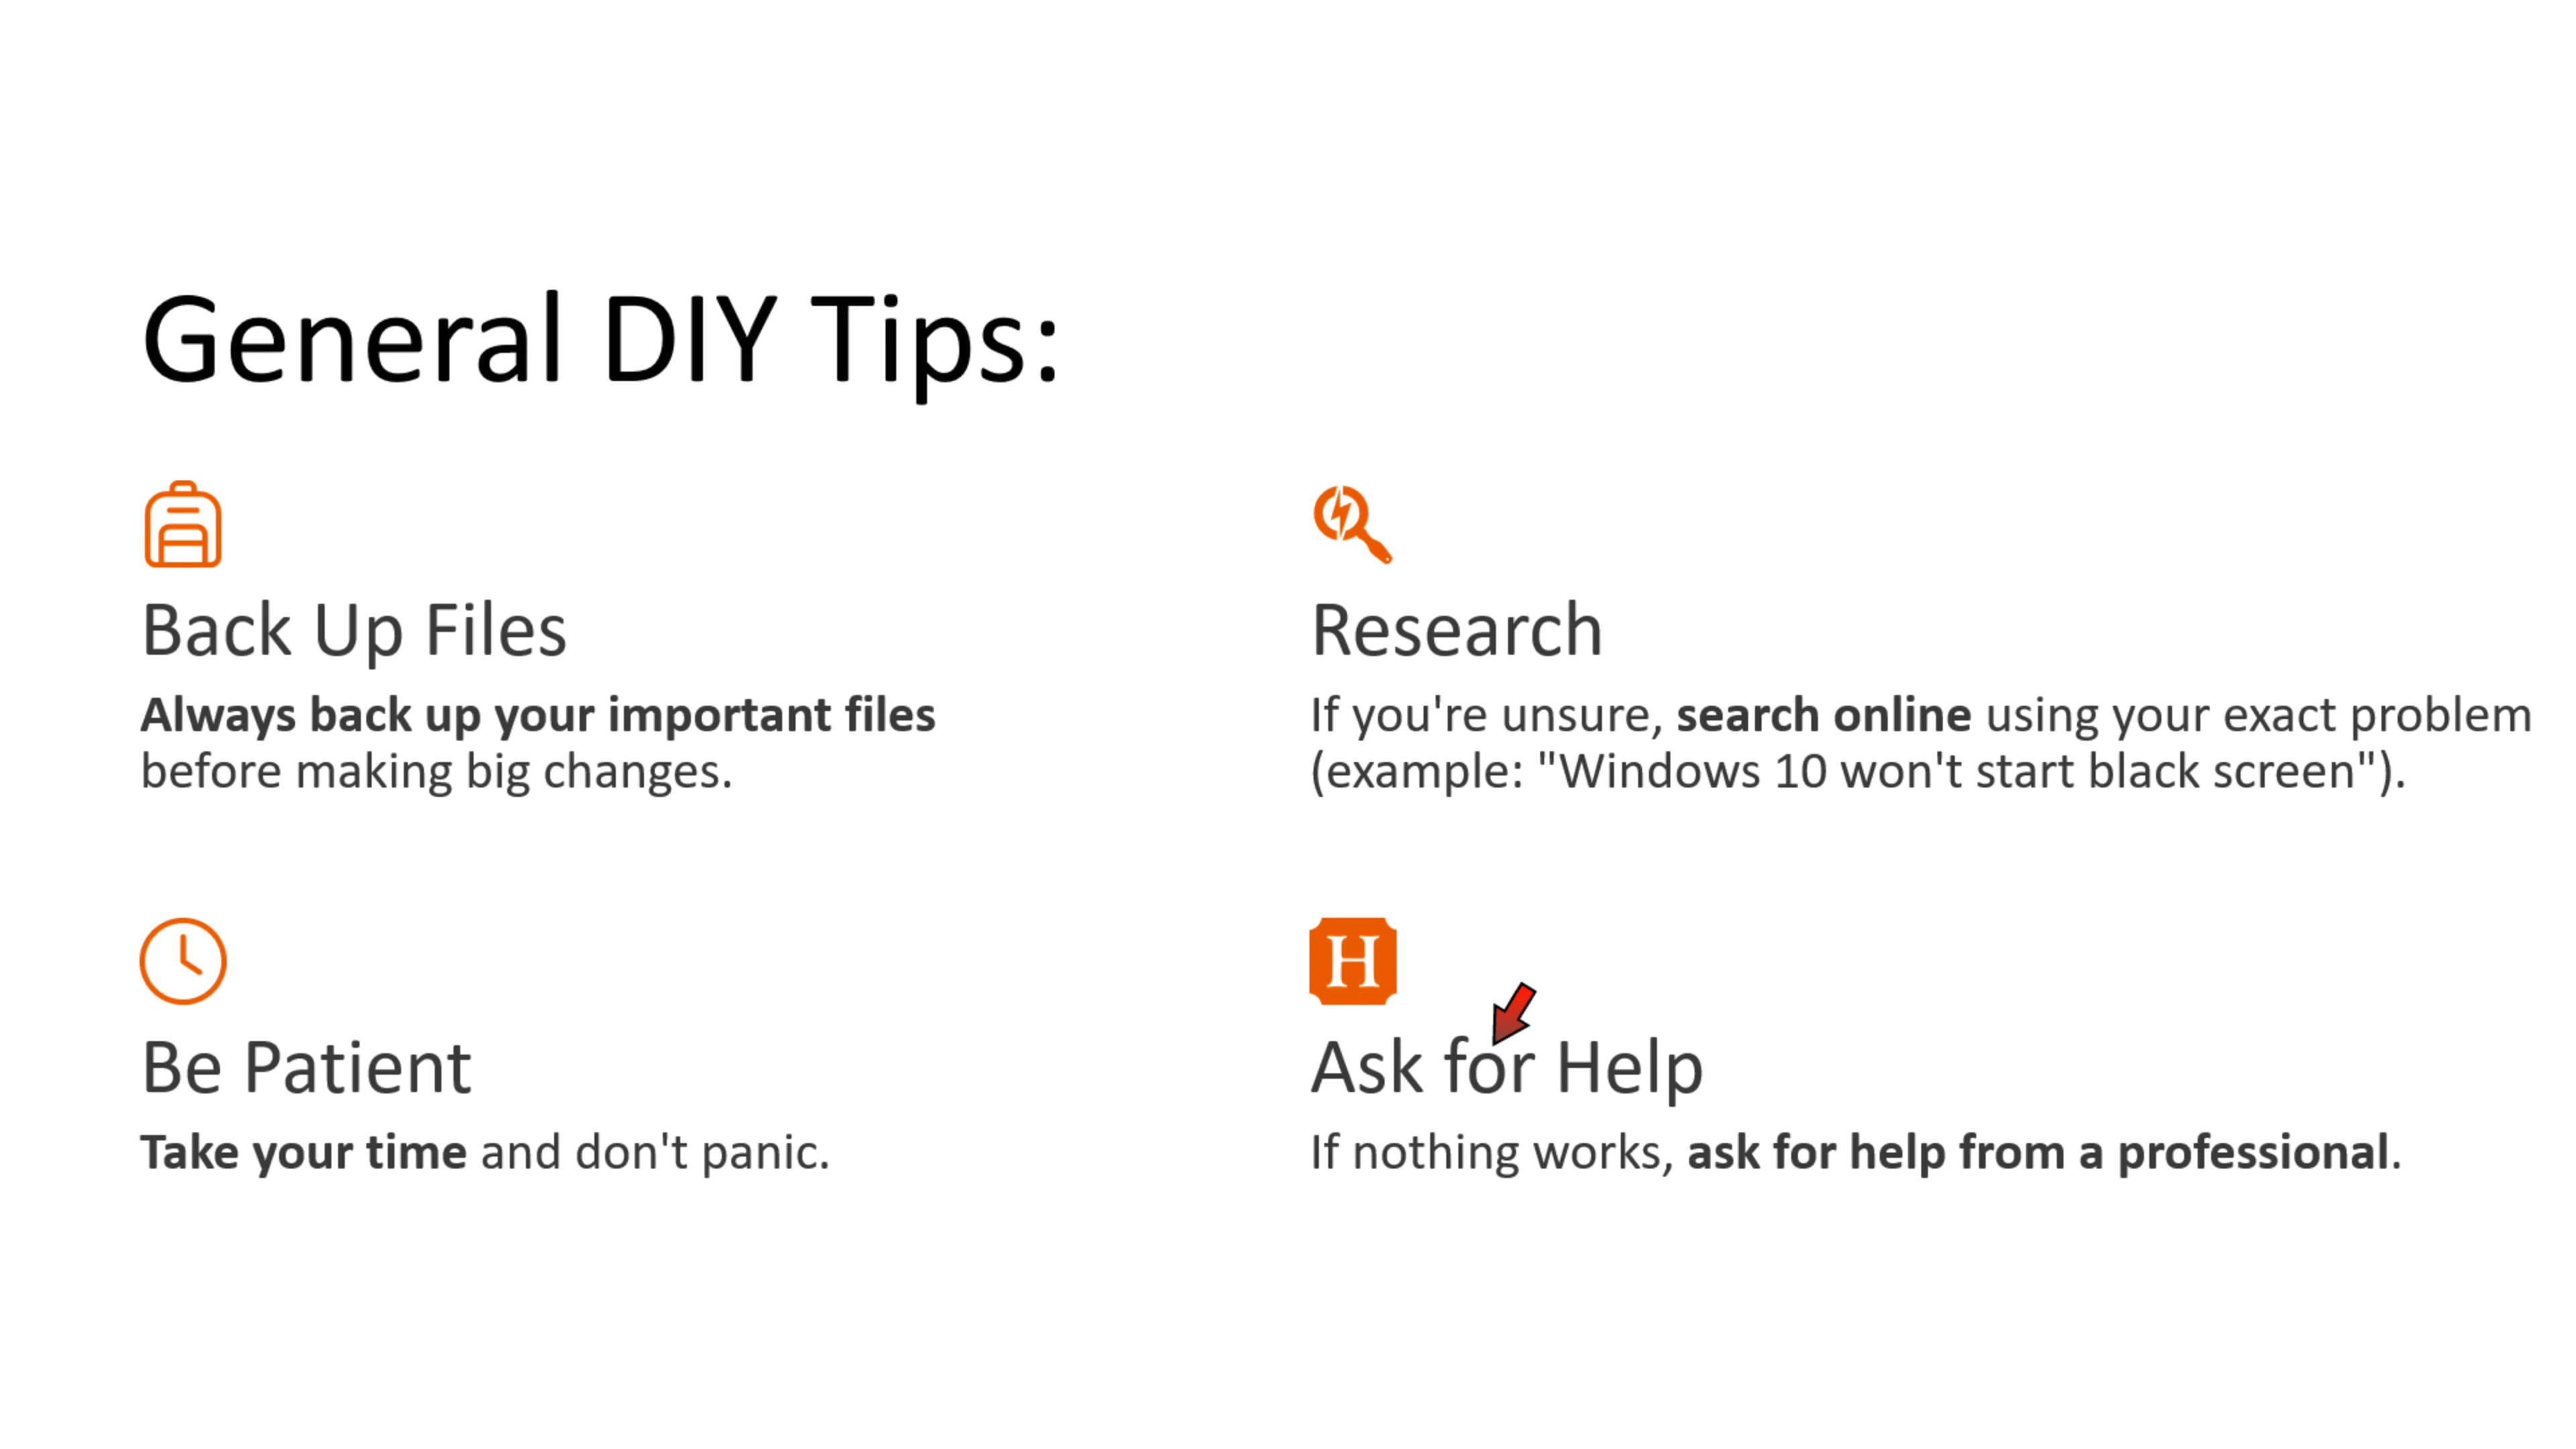 General DIY Tips:
Back Up Files
Always back up your important files
before making big changes.
Research
If you're unsure, search online using your exact problem
(example: "Windows 10 won't start black screen").
Be Patient
Take your time and don't panic.
H
Ask for Help
If nothing works, ask for help from a professional.